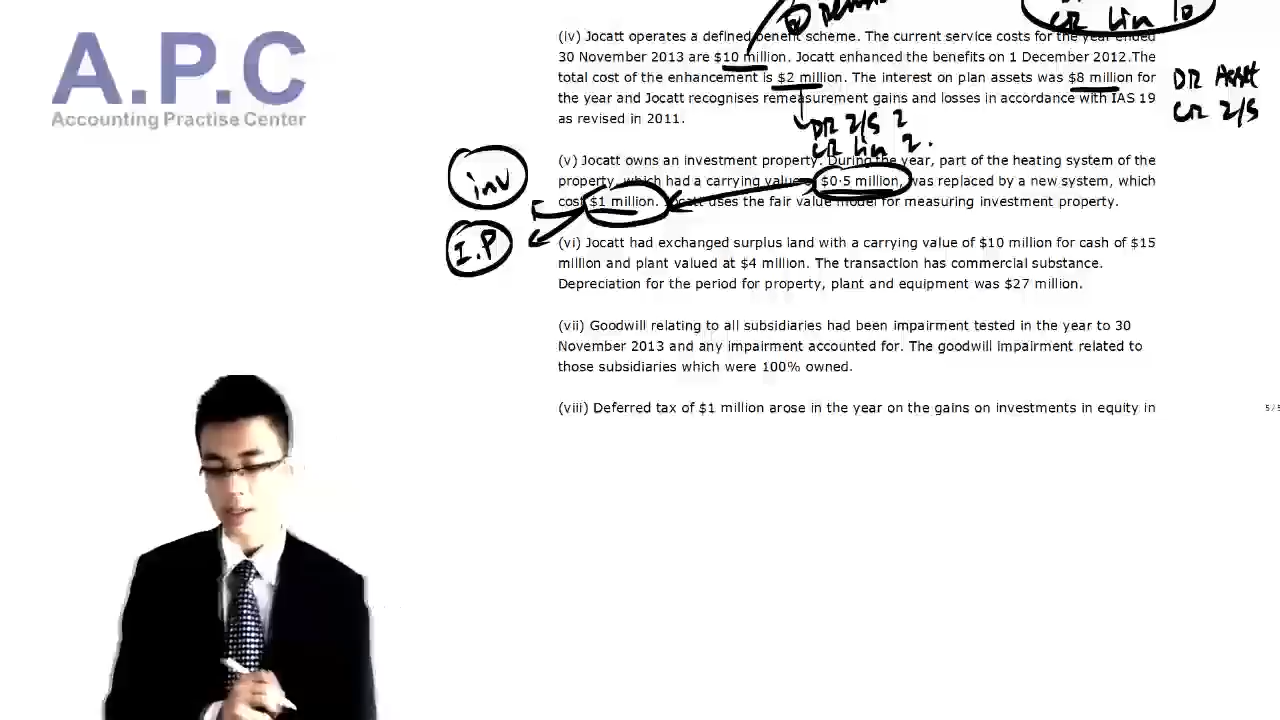 A.P.C
Accounting Practise Center
CR Lia 10
(iv) Jocatt operates a defined benefit scheme. The current service costs for the year ended
30 November 2013 are $10 million. Jocatt enhanced the benefits on 1 December 2012.The
total cost of the enhancement is $2 million. The interest on plan assets was $8 million for
the year and Jocatt recognises remeasurement gains and losses in accordance with IAS 19
as revised in 2011.
DR Asset
CR I/S
DR I/S 2
CR Lia 2.
(v) Jocatt owns an investment property. During the year, part of the heating system of the
property, which had a carrying value of $0·5 million, was replaced by a new system, which
cost $1 million. Jocatt uses the fair value model for measuring investment property.
inv
I.P
(vi) Jocatt had exchanged surplus land with a carrying value of $10 million for cash of $15
million and plant valued at $4 million. The transaction has commercial substance.
Depreciation for the period for property, plant and equipment was $27 million.
(vii) Goodwill relating to all subsidiaries had been impairment tested in the year to 30
November 2013 and any impairment accounted for. The goodwill impairment related to
those subsidiaries which were 100% owned.
(viii) Deferred tax of $1 million arose in the year on the gains on investments in equity in